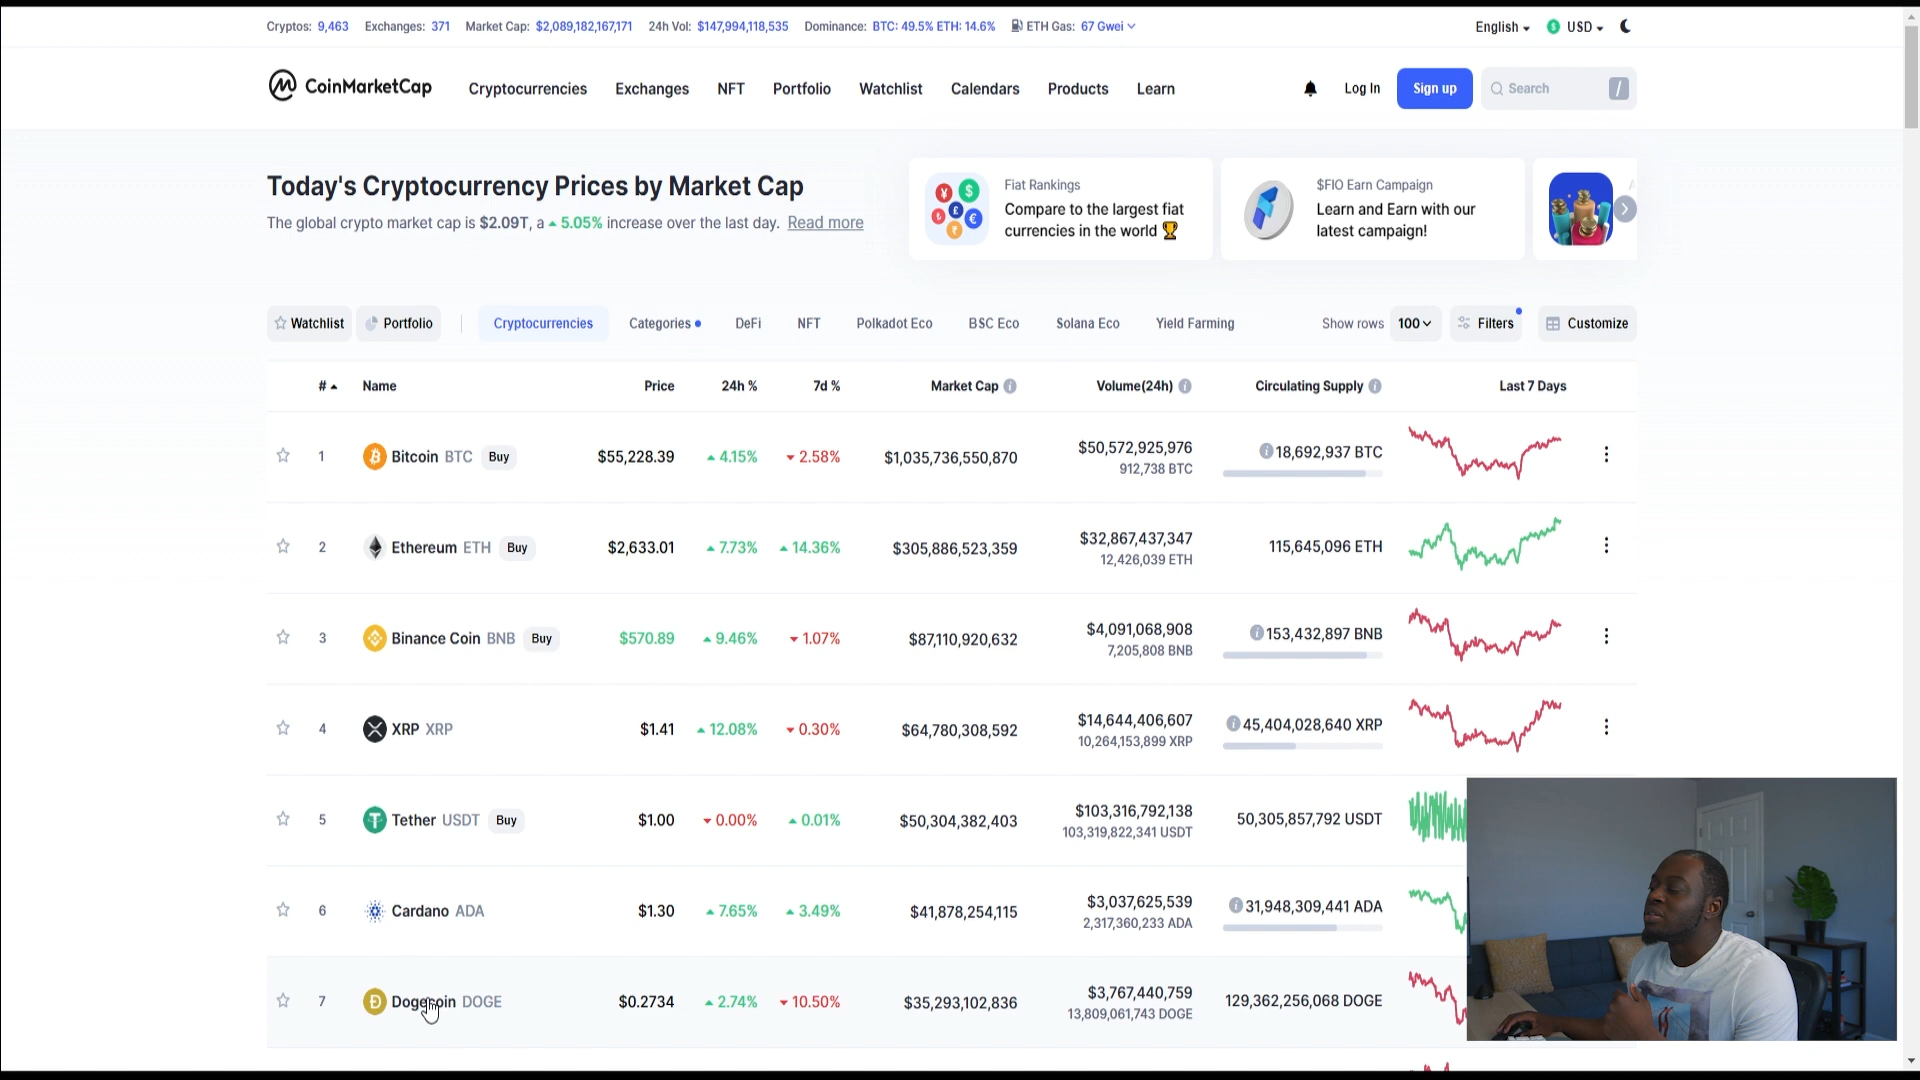 Cryptos: 9,463 Exchanges: 371 Market Cap: $2,089,182,167,171 24h Vol: $147,994,118,535 Dominance: BTC: 49.5% ETH: 14.6% ETH Gas: 67 Gwei English USD
CoinMarketCap Cryptocurrencies Exchanges NFT Portfolio Watchlist Calendars Products Learn Log In Sign up Search /
Today's Cryptocurrency Prices by Market Cap
The global crypto market cap is $2.09T, a 5.05% increase over the last day. Read more
Fiat Rankings
Compare to the largest fiat
currencies in the world
$FIO Earn Campaign
Learn and Earn with our
latest campaign!
Watchlist Portfolio Cryptocurrencies Categories DeFi NFT Polkadot Eco BSC Eco Solana Eco Yield Farming Show rows 100 Filters Customize
# Name Price 24h % 7d % Market Cap Volume(24h) Circulating Supply Last 7 Days
1 Bitcoin BTC Buy $55,228.39 4.15% 2.58% $1,035,736,550,870 $50,572,925,976 18,692,937 BTC
912,738 BTC
2 Ethereum ETH Buy $2,633.01 7.73% 14.36% $305,886,523,359 $32,867,437,347 115,645,096 ETH
12,426,039 ETH
3 Binance Coin BNB Buy $570.89 9.46% 1.07% $87,110,920,632 $4,091,068,908 153,432,897 BNB
7,205,808 BNB
4 XRP XRP $1.41 12.08% 0.30% $64,780,308,592 $14,644,406,607 45,404,028,640 XRP
10,264,153,899 XRP
5 Tether USDT Buy $1.00 0.00% 0.01% $50,304,382,403 $103,316,792,138 50,305,857,792 USDT
103,319,822,341 USDT
6 Cardano ADA $1.30 7.65% 3.49% $41,878,254,115 $3,037,625,539 31,948,309,441 ADA
2,317,360,233 ADA
7 Dogecoin DOGE $0.2734 2.74% 10.50% $35,293,102,836 $3,767,440,759 129,362,256,068 DOGE
13,809,061,743 DOGE